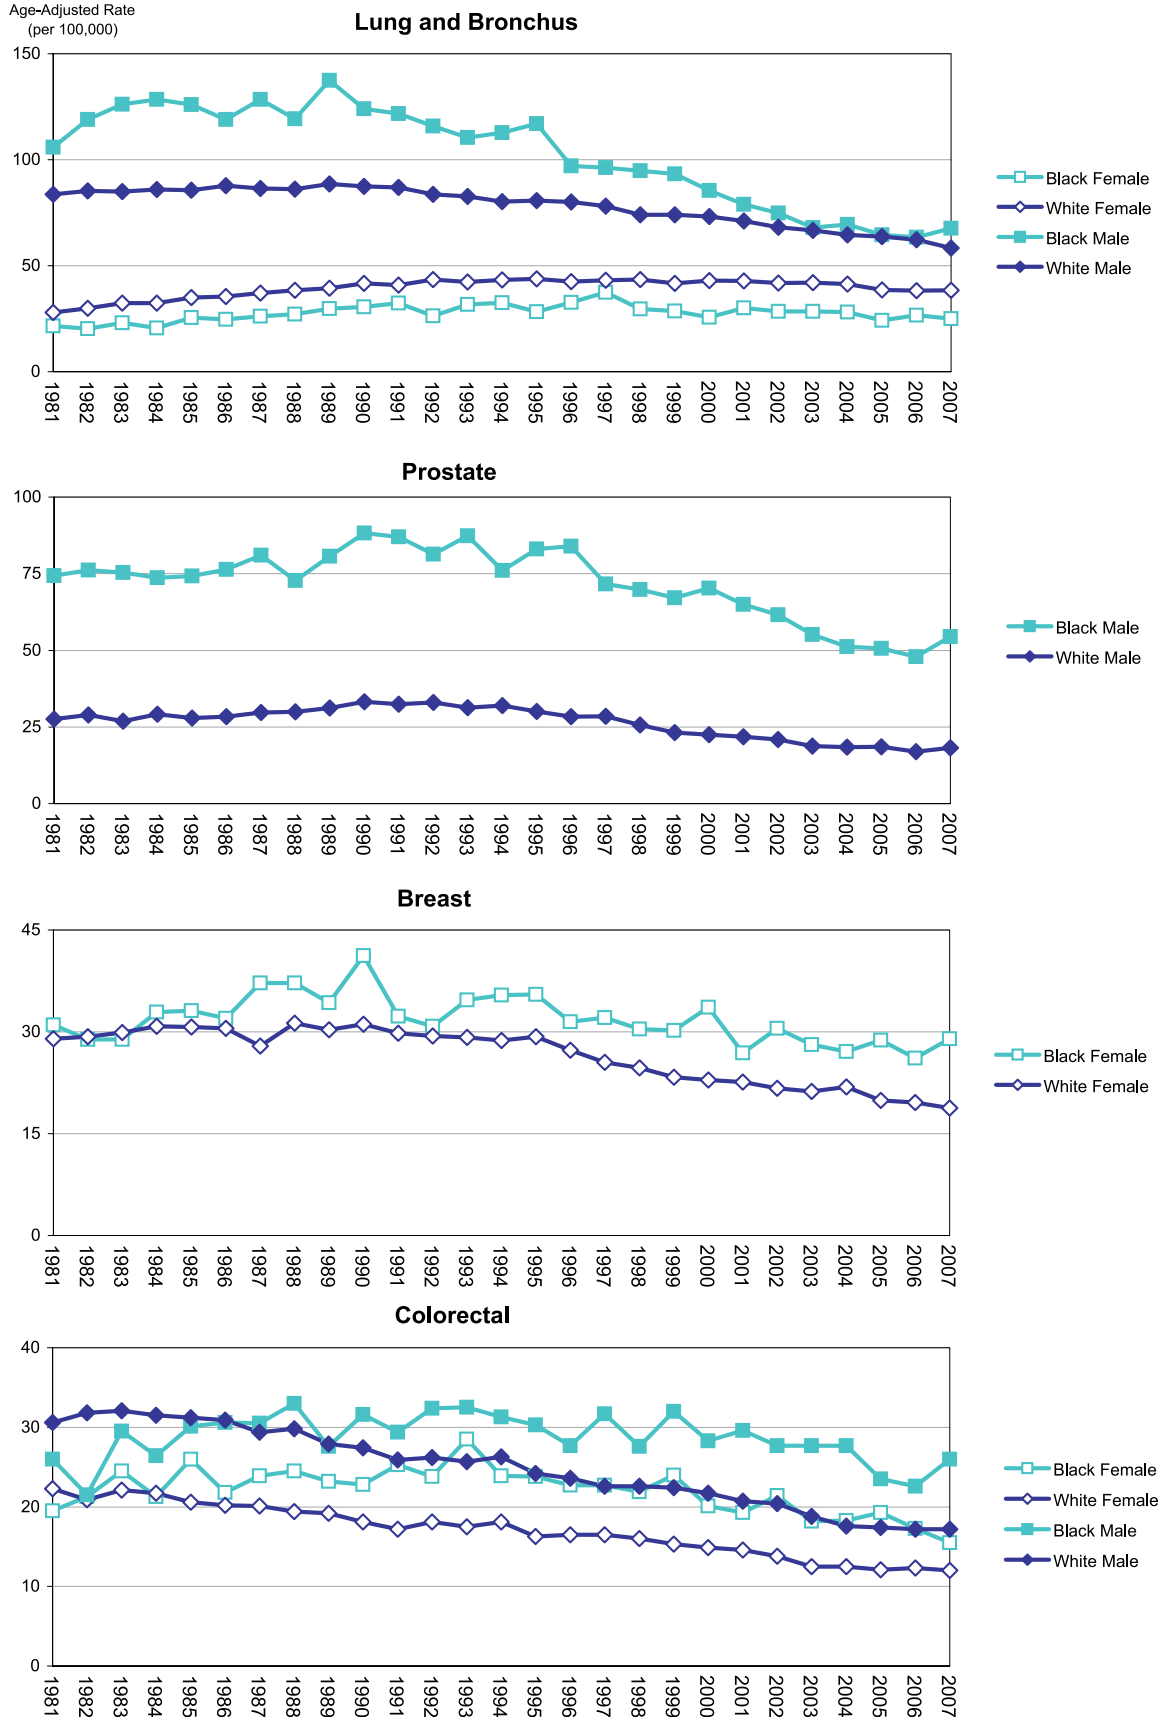 Age-Adjusted Rate
(per 100,000)
Lung and Bronchus
150
100
50
0
1981 1982 1983 1984 1985 1986 1987 1988 1989 1990 1991 1992 1993 1994 1995 1996 1997 1998 1999 2000 2001 2002 2003 2004 2005 2006 2007
Black Female
White Female
Black Male
White Male
Prostate
100
75
50
25
0
1981 1982 1983 1984 1985 1986 1987 1988 1989 1990 1991 1992 1993 1994 1995 1996 1997 1998 1999 2000 2001 2002 2003 2004 2005 2006 2007
Black Male
White Male
Breast
45
30
15
0
1981 1982 1983 1984 1985 1986 1987 1988 1989 1990 1991 1992 1993 1994 1995 1996 1997 1998 1999 2000 2001 2002 2003 2004 2005 2006 2007
Black Female
White Female
Colorectal
40
30
20
10
0
1981 1982 1983 1984 1985 1986 1987 1988 1989 1990 1991 1992 1993 1994 1995 1996 1997 1998 1999 2000 2001 2002 2003 2004 2005 2006 2007
Black Female
White Female
Black Male
White Male